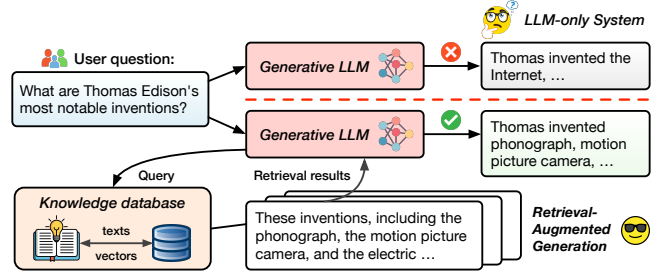 LLM-only System
User question:
What are Thomas Edison's
most notable inventions?
Generative LLM
Thomas invented the
Internet, …
Generative LLM
Thomas invented
phonograph, motion
picture camera, …
Query
Retrieval results
Knowledge database
texts
vectors
These inventions, including the
phonograph, the motion picture
camera, and the electric …
Retrieval-
Augmented
Generation